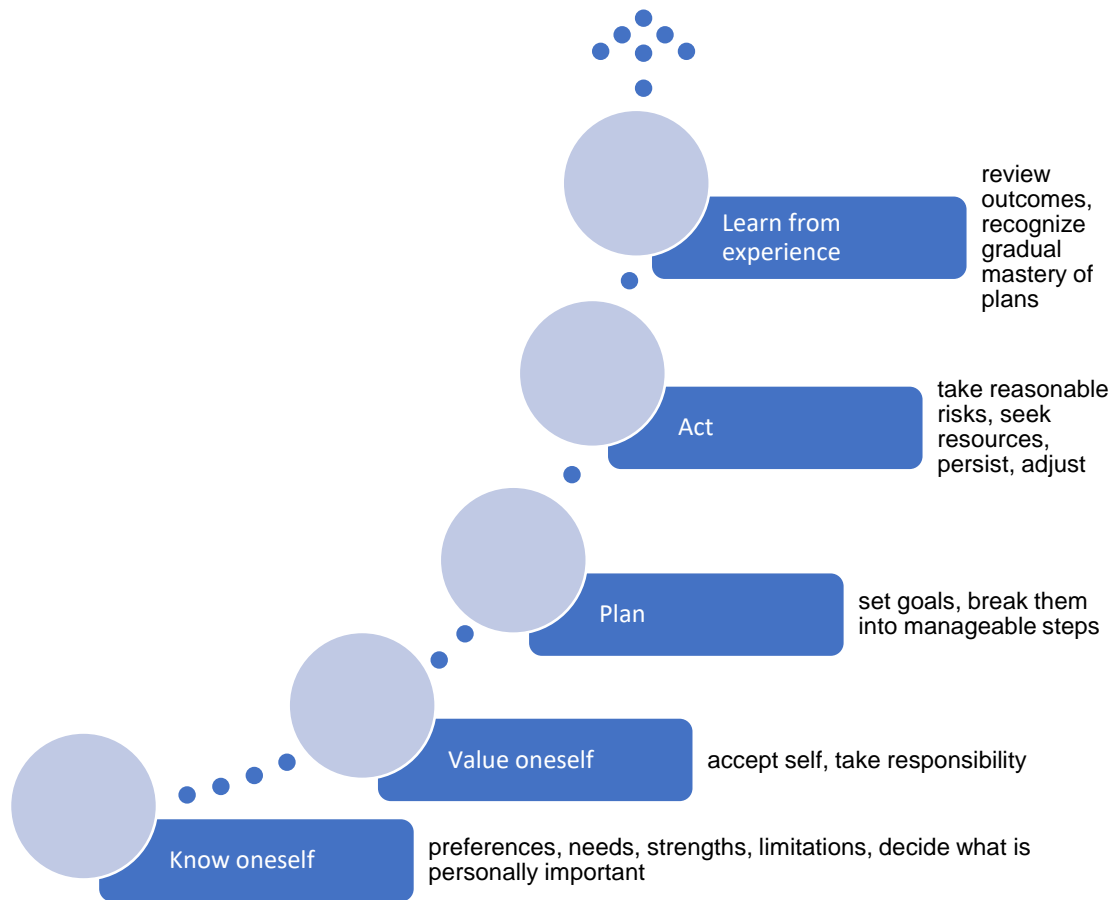 review
outcomes,
recognize
gradual
mastery of
plans
Learn from
experience
take reasonable
risks, seek
resources,
persist, adjust
Act
set goals, break them
into manageable steps
Plan
Value oneself
accept self, take responsibility
Know oneself
preferences, needs, strengths, limitations, decide what is
personally important